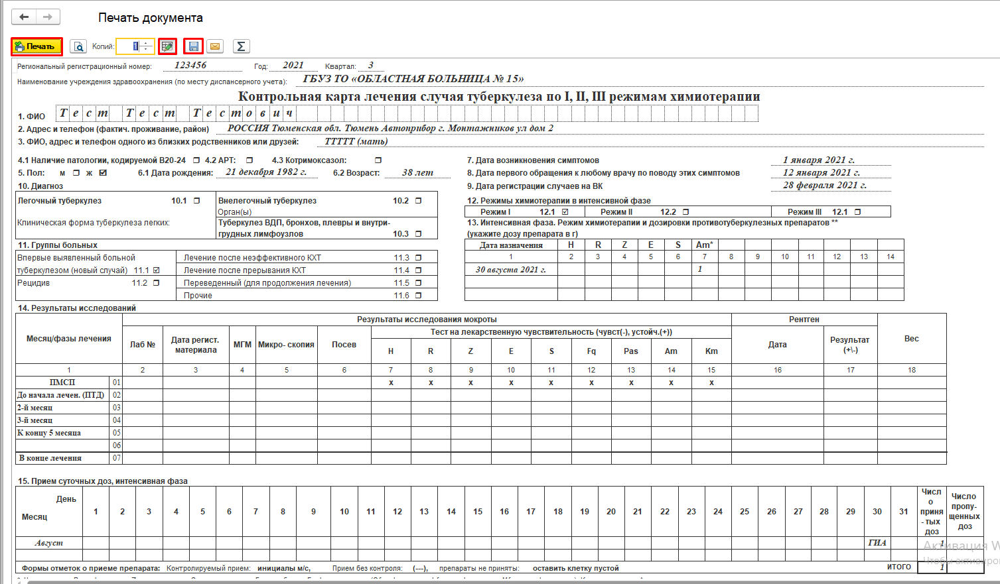 Печать документа
Печать Копий: 1
Региональный регистрационный номер: 123456 Год: 2021 Квартал: 3
Наименование учреждения здравоохранения (по месту диспансерного учета): ГБУЗ ТО «ОБЛАСТНАЯ БОЛЬНИЦА № 15»
Контрольная карта лечения случая туберкулеза по I, II, III режимам химиотерапии
1. ФИО Тест Тест Тестович
2. Адрес и телефон (фактич. проживание, район) РОССИЯ Тюменская обл. Тюмень Автоприбор г. Монтажников ул дом 2
3. ФИО, адрес и телефон одного из близких родственников или друзей: ТТТТТ (мать)
4.1 Наличие патологии, кодируемой В20-24 4.2 АРТ: 4.3 Котримоксазол:
5. Пол: м ж 6.1 Дата рождения: 21 декабря 1982 г. 6.2 Возраст: 38 лет
7. Дата возникновения симптомов 1 января 2021 г.
8. Дата первого обращения к любому врачу по поводу этих симптомов 12 января 2021 г.
9. Дата регистрации случаев на ВК 28 февраля 2021 г.
10. Диагноз
Легочный туберкулез 10.1 Внелегочный туберкулез 10.2
Орган(ы)
Клиническая форма туберкулеза легких: Туберкулез ВДП, бронхов, плевры и внутри-
грудных лимфоузлов 10.3
11. Группы больных
Впервые выявленный больной Лечение после неэффективного КХТ 11.3
туберкулезом (новый случай) 11.1 Лечение после прерывания КХТ 11.4
Рецидив 11.2 Переведенный (для продолжения лечения) 11.5
Прочие 11.6
12. Режимы химиотерапии в интенсивной фазе
Режим I 12.1 Режим II 12.2 Режим III 12.1
13. Интенсивная фаза. Режим химиотерапии и дозировки противотуберкулезных препаратов **
(укажите дозу препарата в г)
Дата назначения H R Z E S Am*
1 2 3 4 5 6 7 8 9 10 11 12 13 14
30 августа 2021 г. 1
14. Результаты исследований
Результаты исследования мокроты Рентген
Месяц/фазы лечения Лаб № Дата регист. материала МГМ Микро- скопия Посев Тест на лекарственную чувствительность (чувст(-), устойч.(+)) Дата Результат (+\-) Вес
H R Z E S Fq Pas Am Km
1 2 3 4 5 6 7 8 9 10 11 12 13 14 15 16 17 18
ПМСП 01 x x x x x x x x x
До начала лечен. (ПТД) 02
2-й месяц 03
3-й месяц 04
К концу 5 месяца 05
06
В конце лечения 07
15. Прием суточных доз, интенсивная фаза
День
Месяц 1 2 3 4 5 6 7 8 9 10 11 12 13 14 15 16 17 18 19 20 21 22 23 24 25 26 27 28 29 30 31 Числ о приня - тых доз Число пропу- щенных доз
Август ГИА 1
Активация W
Формы отметок о приеме препарата: Контролируемый прием: инициалы м/с, Прием без контроля: (---), препараты не приняты: оставить клетку пустой
ИТОГО 1
Чтобы активиро